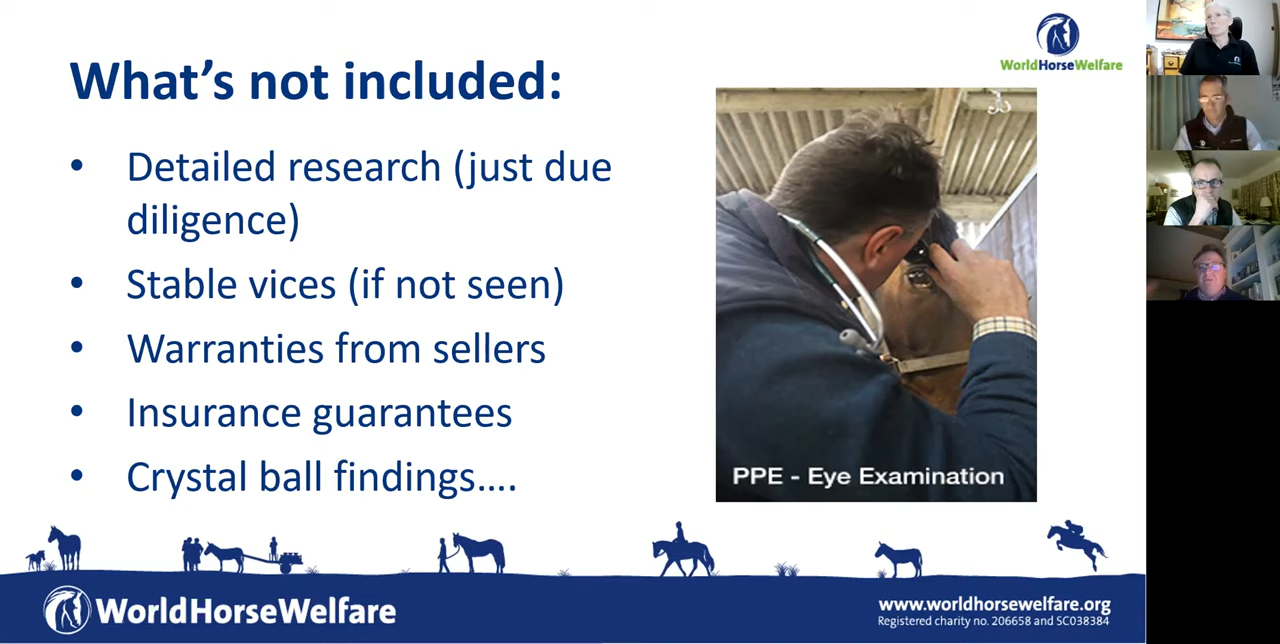 What's not included:
WorldHorseWelfare
• Detailed research (just due
diligence)
• Stable vices (if not seen)
• Warranties from sellers
• Insurance guarantees
• Crystal ball findings....
PPE - Eye Examination
WorldHorseWelfare
www.worldhorsewelfare.org
Registered charity no. 206658 and SC038384